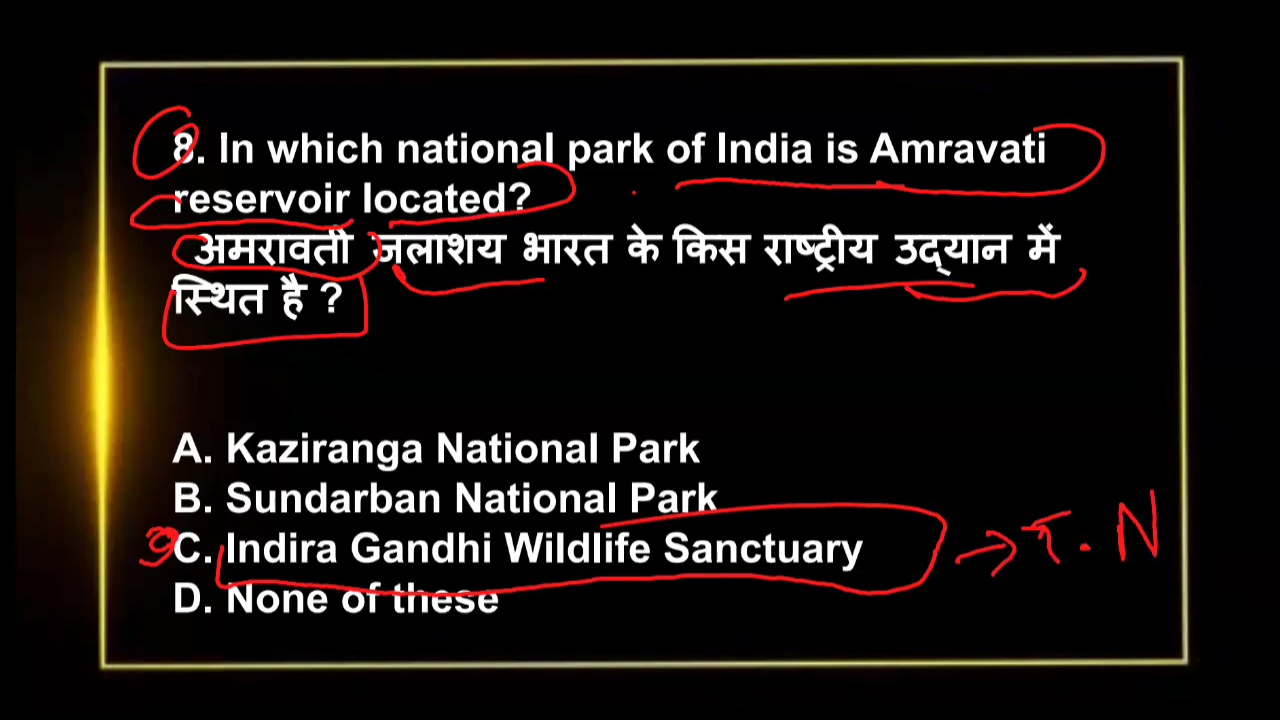 8. In which national park of India is Amravati
reservoir located?
अमरावती जलाशय भारत के किस राष्ट्रीय उद्‌यान में
स्थित है ?
A. Kaziranga National Park
B. Sundarban National Park
C. Indira Gandhi Wildlife Sanctuary → T. N
D. None of these